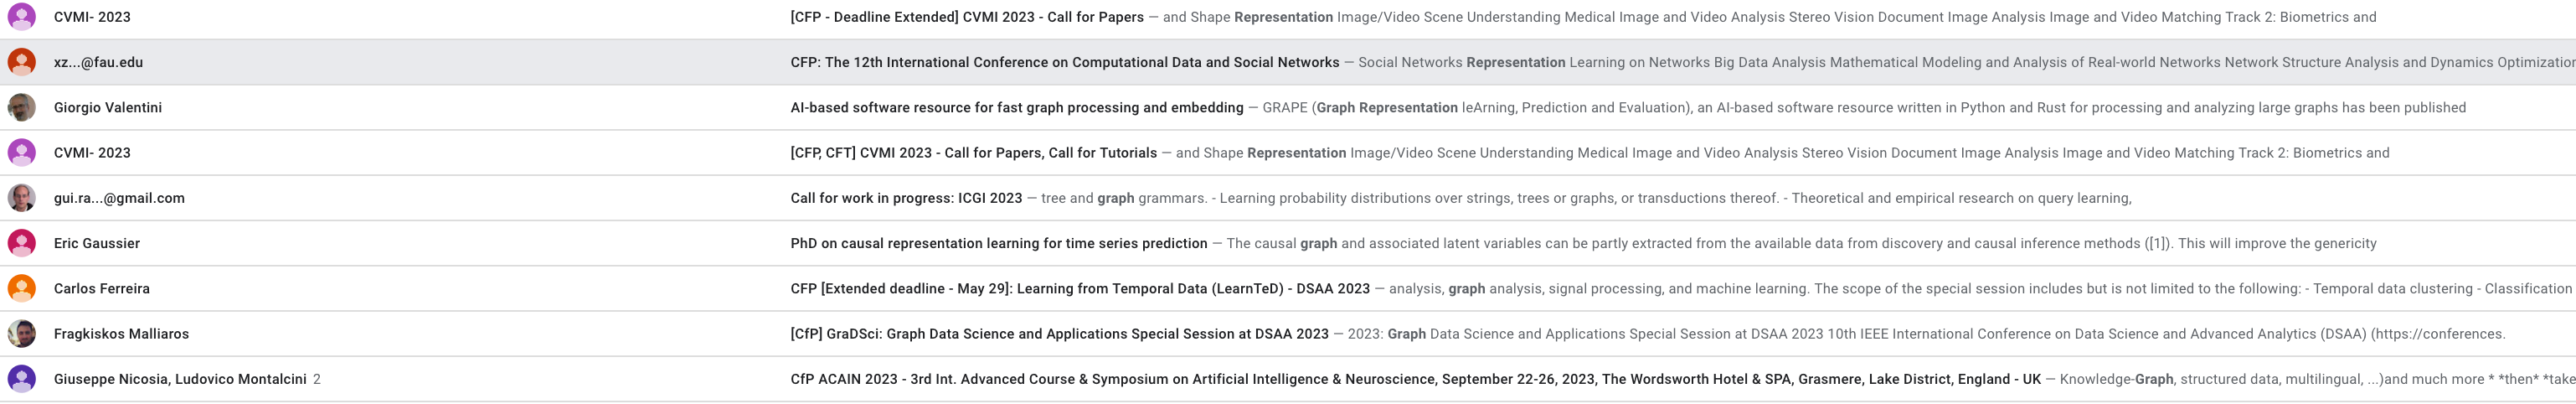 CVMI- 2023 [CFP - Deadline Extended] CVMI 2023 - Call for Papers — and Shape Representation Image/Video Scene Understanding Medical Image and Video Analysis Stereo Vision Document Image Analysis Image and Video Matching Track 2: Biometrics and
xz...@fau.edu CFP: The 12th International Conference on Computational Data and Social Networks — Social Networks Representation Learning on Networks Big Data Analysis Mathematical Modeling and Analysis of Real-world Networks Network Structure Analysis and Dynamics Optimization
Giorgio Valentini AI-based software resource for fast graph processing and embedding — GRAPE (Graph Representation leArning, Prediction and Evaluation), an AI-based software resource written in Python and Rust for processing and analyzing large graphs has been published
CVMI- 2023 [CFP, CFT] CVMI 2023 - Call for Papers, Call for Tutorials — and Shape Representation Image/Video Scene Understanding Medical Image and Video Analysis Stereo Vision Document Image Analysis Image and Video Matching Track 2: Biometrics and
gui.ra...@gmail.com Call for work in progress: ICGI 2023 — tree and graph grammars. - Learning probability distributions over strings, trees or graphs, or transductions thereof. - Theoretical and empirical research on query learning,
Eric Gaussier PhD on causal representation learning for time series prediction — The causal graph and associated latent variables can be partly extracted from the available data from discovery and causal inference methods ([1]). This will improve the genericity
Carlos Ferreira CFP [Extended deadline - May 29]: Learning from Temporal Data (LearnTeD) - DSAA 2023 — analysis, graph analysis, signal processing, and machine learning. The scope of the special session includes but is not limited to the following: - Temporal data clustering - Classification
Fragkiskos Malliaros [CfP] GraDSci: Graph Data Science and Applications Special Session at DSAA 2023 — 2023: Graph Data Science and Applications Special Session at DSAA 2023 10th IEEE International Conference on Data Science and Advanced Analytics (DSAA) (https://conferences.
Giuseppe Nicosia, Ludovico Montalcini 2 CfP ACAIN 2023 - 3rd Int. Advanced Course & Symposium on Artificial Intelligence & Neuroscience, September 22-26, 2023, The Wordsworth Hotel & SPA, Grasmere, Lake District, England - UK — Knowledge-Graph, structured data, multilingual, ...)and much more * *then* *take